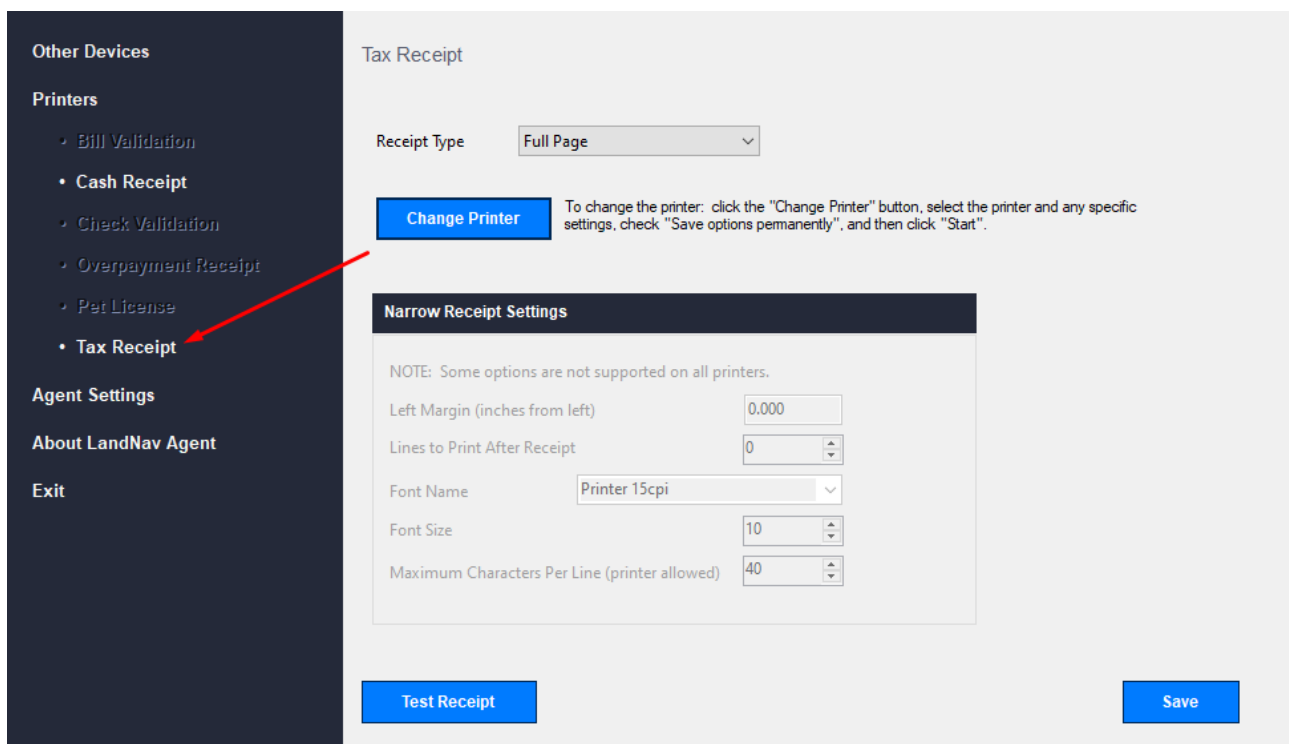 Other Devices
Printers
• Bill Validation
• Cash Receipt
• Check Validation
• Overpayment Receipt
• Pet License
• Tax Receipt
Agent Settings
About LandNav Agent
Exit
Tax Receipt
Receipt Type Full Page
Change Printer
To change the printer: click the "Change Printer" button, select the printer and any specific
settings, check "Save options permanently", and then click "Start".
Narrow Receipt Settings
NOTE: Some options are not supported on all printers.
Left Margin (inches from left) 0.000
Lines to Print After Receipt 0
Font Name Printer 15cpi
Font Size 10
Maximum Characters Per Line (printer allowed) 40
Test Receipt Save